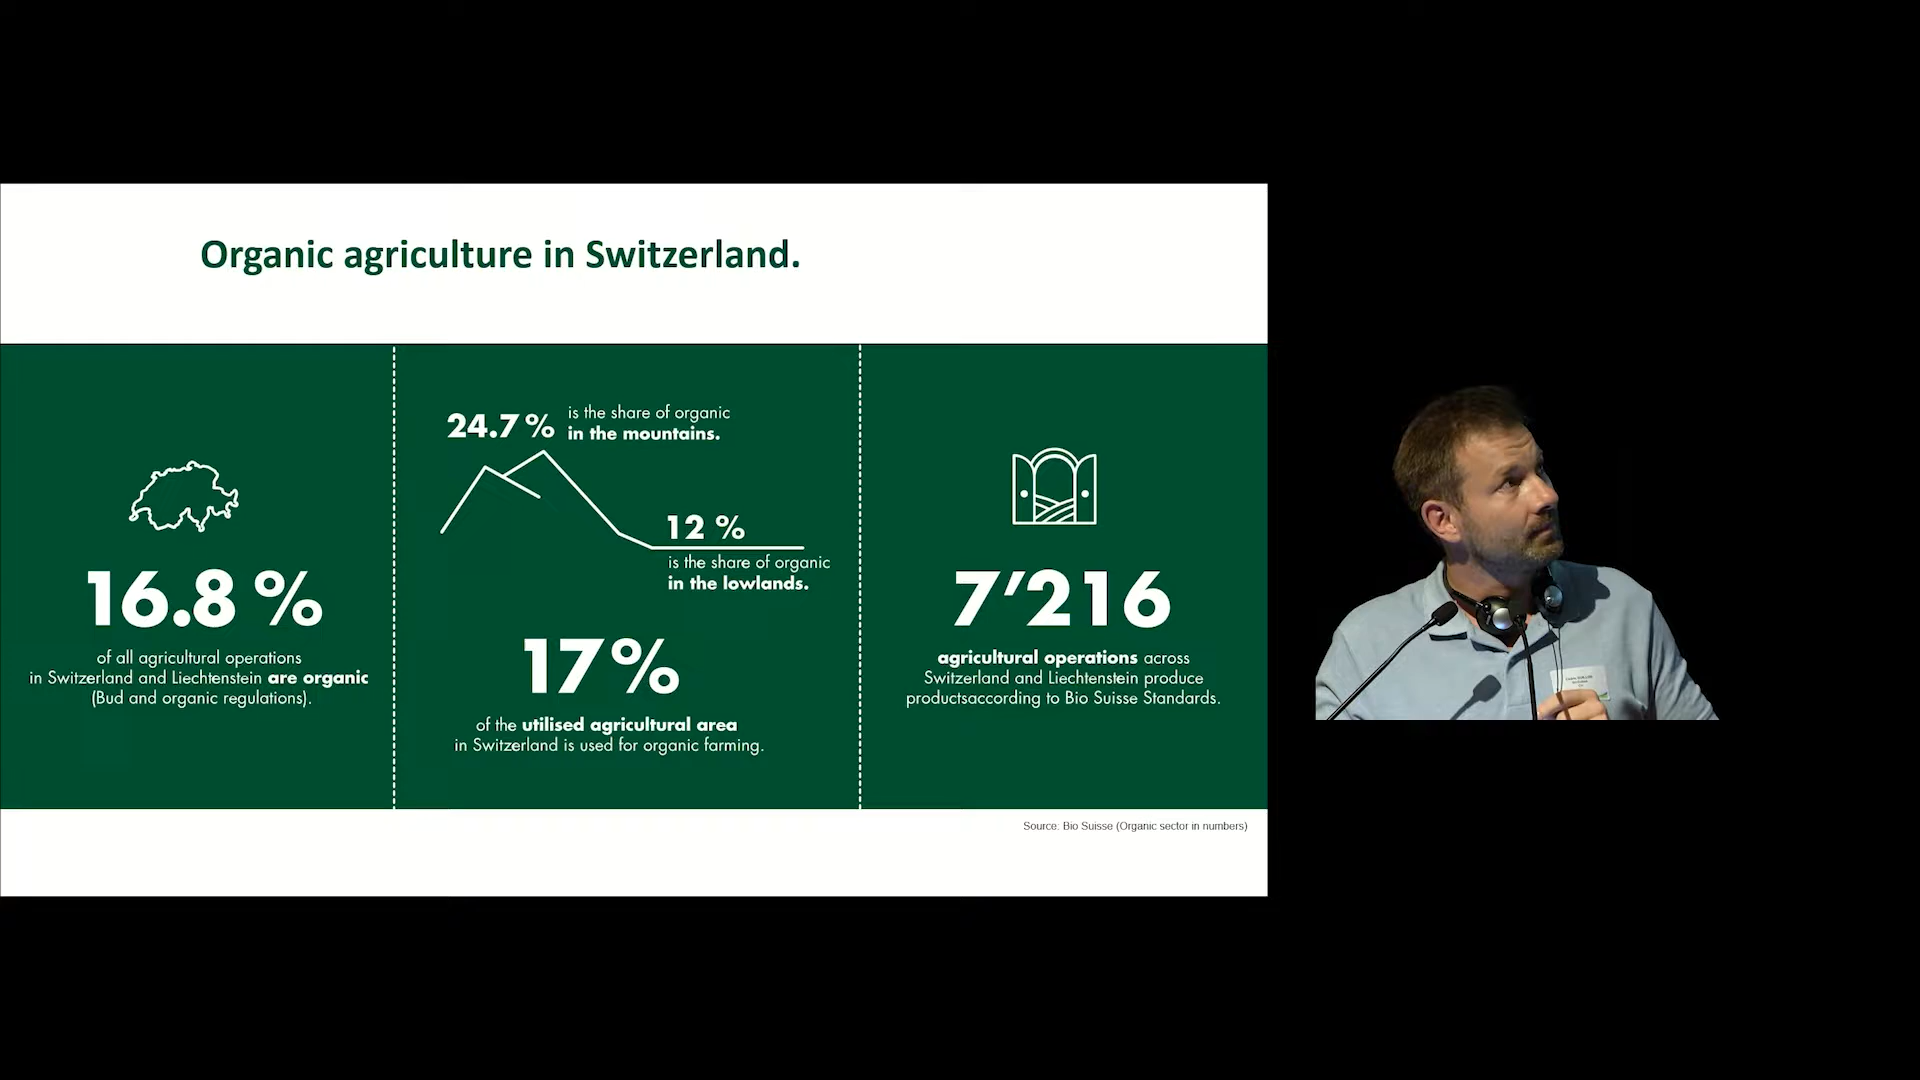 Organic agriculture in Switzerland.
16.8 %
of all agricultural operations
in Switzerland and Liechtenstein are organic
(Bud and organic regulations).
24.7 %
is the share of organic
in the mountains.
12 %
is the share of organic
in the lowlands.
17%
of the utilised agricultural area
in Switzerland is used for organic farming.
7’216
agricultural operations across
Switzerland and Liechtenstein produce
productsaccording to Bio Suisse Standards.
Source: Bio Suisse (Organic sector in numbers)